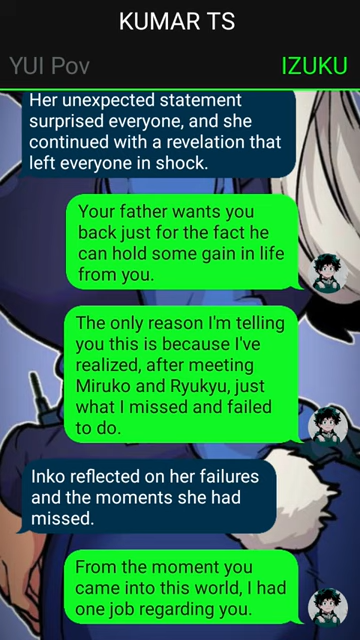 KUMAR TS
YUI Pov
IZUKU
Her unexpected statement
surprised everyone, and she
continued with a revelation that
left everyone in shock.
Your father wants you
back just for the fact he
can hold some gain in life
from you.
The only reason I'm telling
you this is because I've
realized, after meeting
Miruko and Ryukyu, just
what I missed and failed
to do.
Inko reflected on her failures
and the moments she had
missed.
From the moment you
came into this world, I had
one job regarding you.